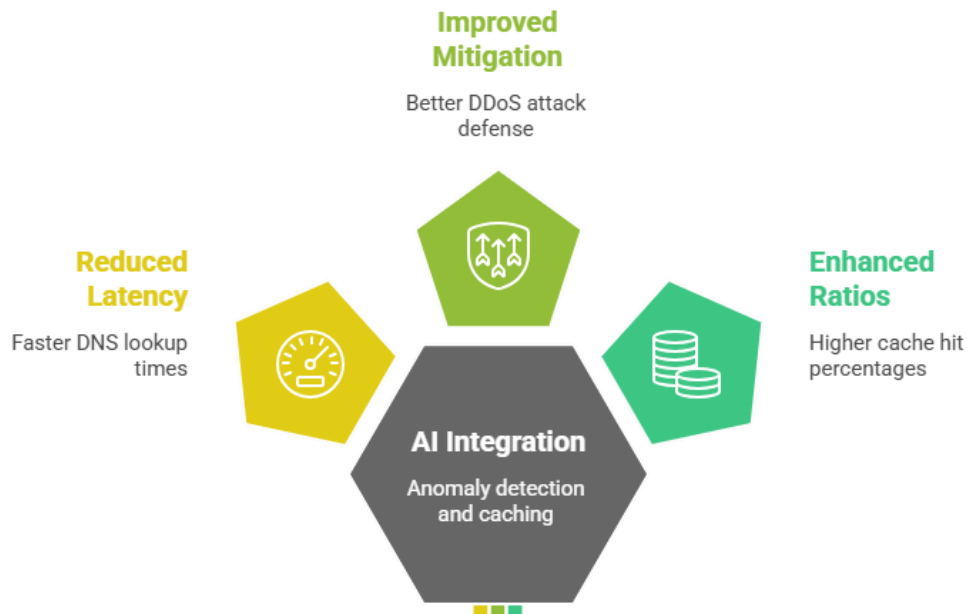 Improved
Mitigation
Better DDoS attack
defense
Reduced
Latency
Faster DNS lookup
times
Enhanced
Ratios
Higher cache hit
percentages
AI Integration
Anomaly detection
and caching